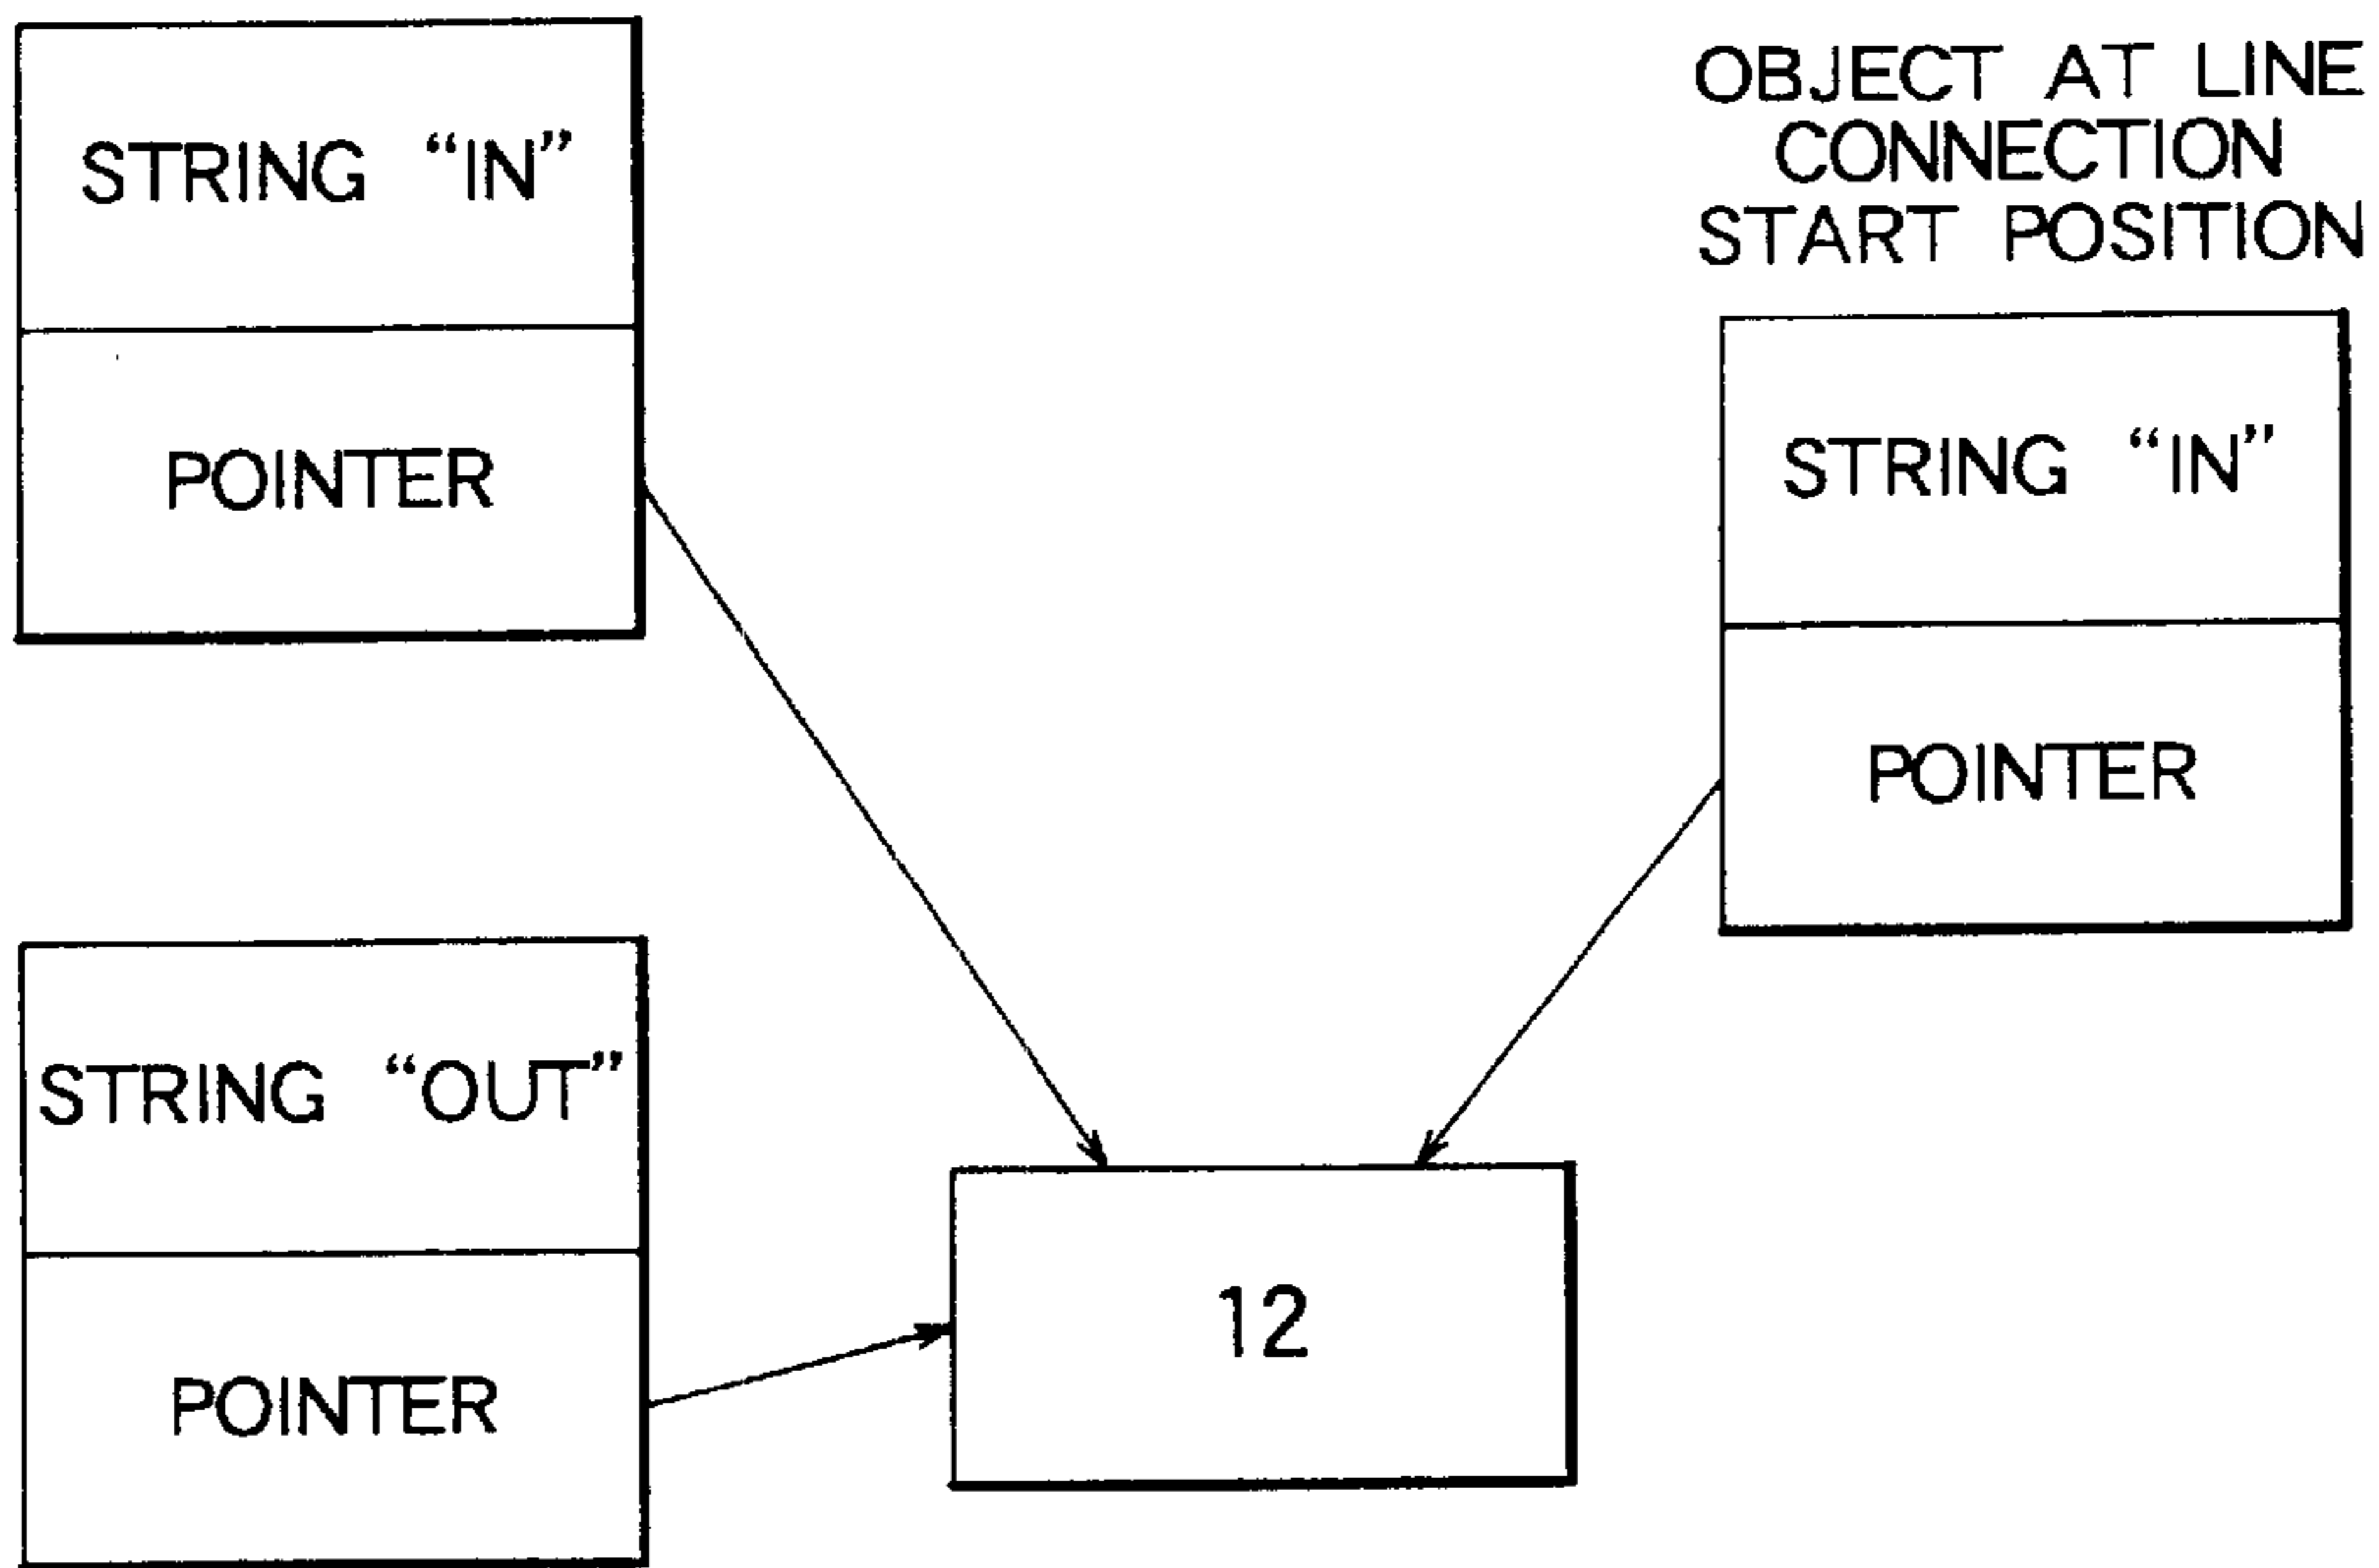 STRING “IN”
POINTER
OBJECT AT LINE
CONNECTION
START POSITION
STRING “IN”
POINTER
STRING “OUT”
POINTER
12